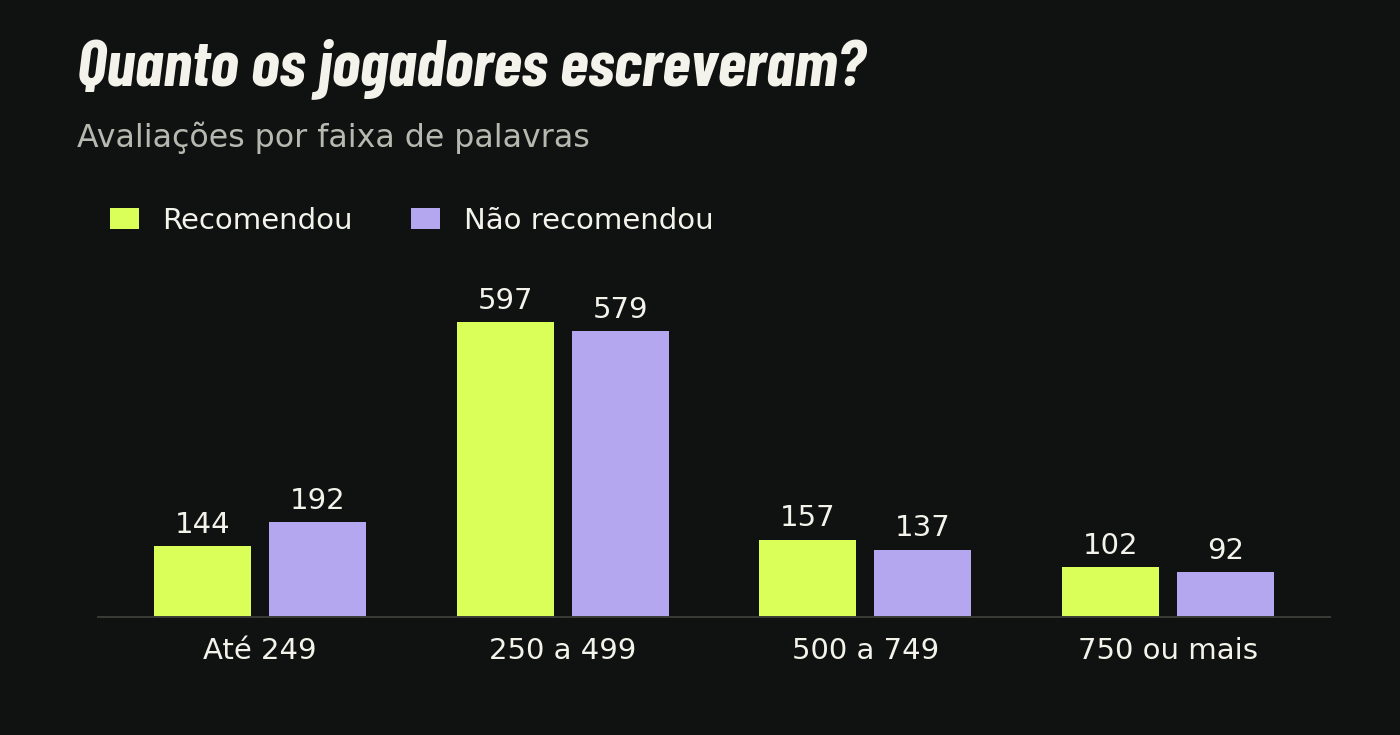 Quanto os jogadores escreveram?
Avaliações por faixa de palavras
Recomendou Não recomendou
597 579
144 192
157 137
102 92
Até 249 250 a 499 500 a 749 750 ou mais